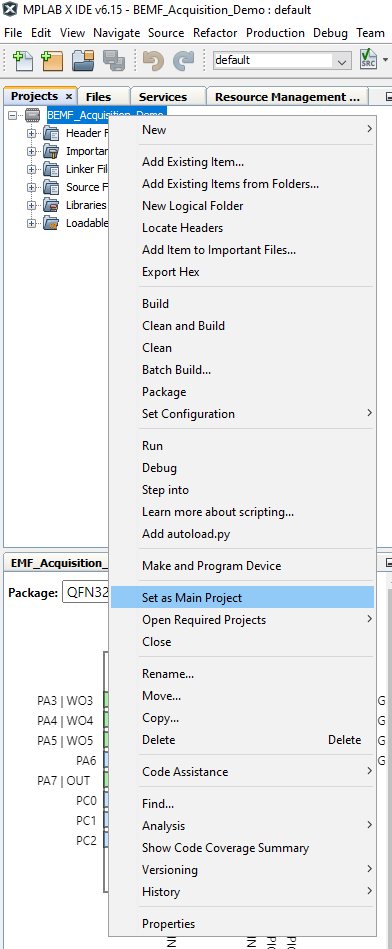 MPLAB X IDE v6.15 - BEMF_Acquisition_Demo : default
File Edit View Navigate Source Refactor Production Debug Team
default
SRC
Projects × Files Services Resource Management ...
BEMF_Acquisition_Demo
New
Header F
Importan
Linker Fil
Source F
Libraries
Loadable
Add Existing Item...
Add Existing Items from Folders...
New Logical Folder
Locate Headers
Add Item to Important Files...
Export Hex
Build
Clean and Build
Clean
Batch Build...
Package
Set Configuration
Run
Debug
Step into
Learn more about scripting...
Add autoload.py
Make and Program Device
Set as Main Project
Open Required Projects
Close
Rename...
Move...
Copy...
Delete Delete
Code Assistance
Find...
Analysis
Show Code Coverage Summary
Versioning
History
Properties
EMF_Acquisition_
Package: QFN32
PA3 | WO3
PA4 | WO4
PA5 | WO5
PA6
PA7 | OUT
PC0
PC1
PC2
G
G
G
G